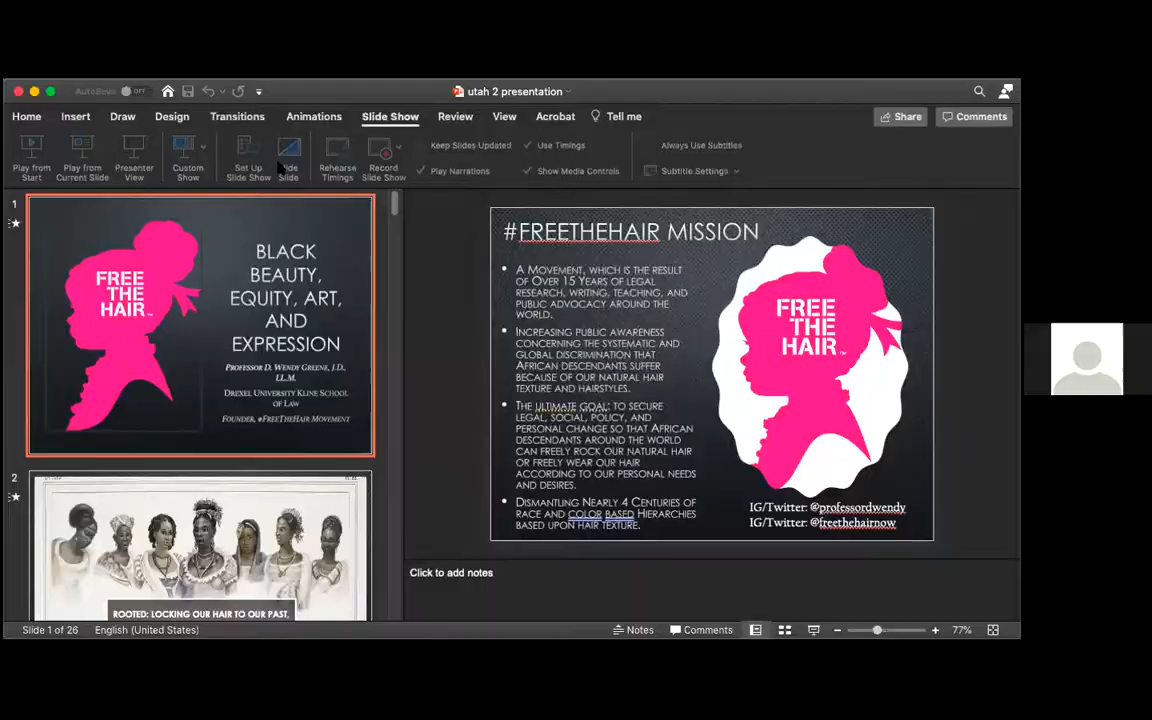 AutoSave OFF
utah 2 presentation
Home Insert Draw Design Transitions Animations Slide Show Review View Acrobat Tell me
Share Comments
Play from Start
Play from Current Slide
Presenter View
Custom Show
Set Up Slide Show
Slide
Rehearse Timings
Record Slide Show
Keep Slides Updated
Use Timings
Always Use Subtitles
Play Narrations
Show Media Controls
Subtitle Settings
1
FREE
THE
HAIR™
BLACK
BEAUTY,
EQUITY, ART,
AND
EXPRESSION
PROFESSOR D. WENDY GREENE, J.D.,
LL.M.
DREXEL UNIVERSITY KLINE SCHOOL
OF LAW
FOUNDER, #FREETHEHAIR MOVEMENT
2
ROOTED: LOCKING OUR HAIR TO OUR PAST,
#FREETHEHAIR MISSION
• A MOVEMENT, WHICH IS THE RESULT
OF OVER 15 YEARS OF LEGAL
RESEARCH, WRITING, TEACHING, AND
PUBLIC ADVOCACY AROUND THE
WORLD.
• INCREASING PUBLIC AWARENESS
CONCERNING THE SYSTEMATIC AND
GLOBAL DISCRIMINATION THAT
AFRICAN DESCENDANTS SUFFER
BECAUSE OF OUR NATURAL HAIR
TEXTURE AND HAIRSTYLES.
• THE ULTIMATE GOAL: TO SECURE
LEGAL, SOCIAL, POLICY, AND
PERSONAL CHANGE SO THAT AFRICAN
DESCENDANTS AROUND THE WORLD
CAN FREELY ROCK OUR NATURAL HAIR
OR FREELY WEAR OUR HAIR
ACCORDING TO OUR PERSONAL NEEDS
AND DESIRES.
• DISMANTLING NEARLY 4 CENTURIES OF
RACE AND COLOR BASED HIERARCHIES
BASED UPON HAIR TEXTURE.
FREE
THE
HAIR™
IG/Twitter: @professordwendy
IG/Twitter: @freethehairnow
Click to add notes
Slide 1 of 26 English (United States)
Notes Comments 77%